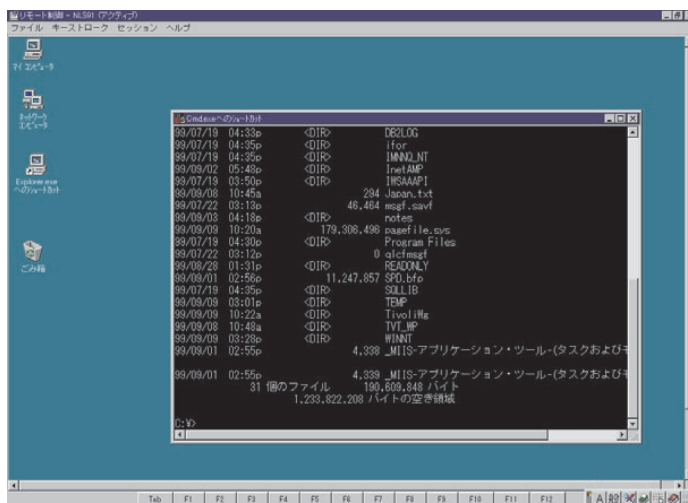 リモート制御 - NLS91 (アクティブ)
ファイル キーストローク セッション ヘルプ
マイ コンピュータ
ネットワーク
コンピュータ
Explorer.exe
へのショートカット
ごみ箱
Cmd.exe へのショートカット
99/07/19 04:33p <DIR> DB2LOG
99/07/19 04:35p <DIR> ifor
99/07/19 04:35p <DIR> IMNNQ_NT
99/09/02 05:48p <DIR> InetAMP
99/07/19 03:50p <DIR> IWSAAAPI
99/09/08 10:45a 294 Japan.txt
99/07/22 03:13p 46,464 msgf.savf
99/09/03 04:18p <DIR> notes
99/09/09 10:20a 179,306,496 pagefile.sys
99/07/19 04:30p <DIR> Program Files
99/07/22 03:12p 0 qlcfmsgf
99/08/28 01:31p <DIR> READONLY
99/09/01 02:56p 11,247,857 SPD.bfp
99/07/19 04:35p <DIR> SQLLIB
99/09/09 03:01p <DIR> TEMP
99/09/09 10:22a <DIR> TivoliWg
99/09/08 10:48a <DIR> TVT_WP
99/09/09 03:28p <DIR> WINNT
99/09/01 02:55p 4,338 _MIIS-アプリケーション・ツール-(タスクおよびモ
99/09/01 02:55p 4,339 _MIIS-アプリケーション・ツール-(タスクおよびモ
31 個のファイル 190,609,848 バイト
1,233,822,208 バイトの空き領域
C:¥>
Tab F1 F2 F3 F4 F5 F6 F7 F8 F9 F10 F11 F12